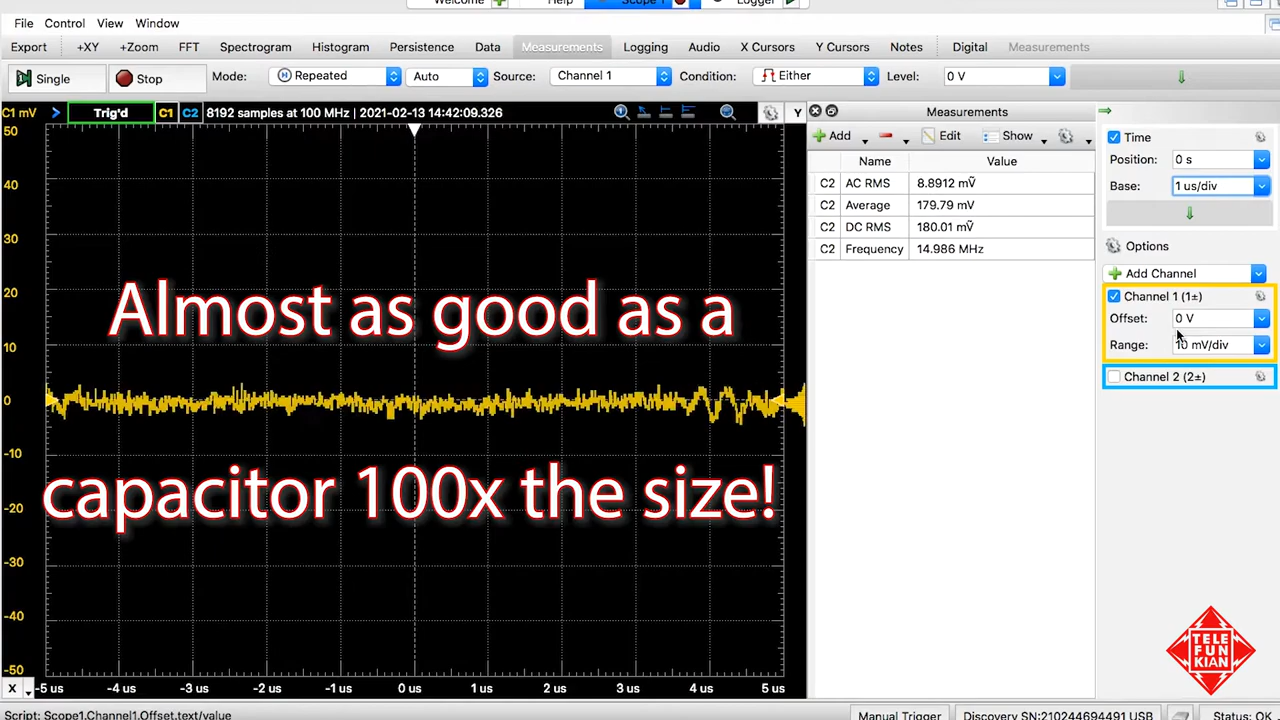 Welcome
Help
Scope 1
Logger
File Control View Window
Export +XY +Zoom FFT Spectrogram Histogram Persistence Data Measurements Logging Audio X Cursors Y Cursors Notes Digital Measurements
Single Stop Mode: Repeated Auto Source: Channel 1 Condition: Either Level: 0 V
C1 mV Trig'd C1 C2 8192 samples at 100 MHz | 2021-02-13 14:42:09.326 Y
Measurements
Add Edit Show
Name Value
C2 AC RMS 8.8912 mṼ
C2 Average 179.79 mṼ
C2 DC RMS 180.01 mṼ
C2 Frequency 14.986 MHz
Time
Position: 0 s
Base: 1 us/div
Options
Add Channel
Channel 1 (1±)
Offset: 0 V
Range: 10 mV/div
Channel 2 (2±)
50
40
30
20
10
0
-10
-20
-30
-40
-50
Almost as good as a
capacitor 100x the size!
X -5 us -4 us -3 us -2 us -1 us 0 us 1 us 2 us 3 us 4 us 5 us
TELE
FUN
KIAN
Script: Scope1.Channel1.Offset.text/value
Manual Trigger
Discovery SN:210244694491 USB
Status: OK